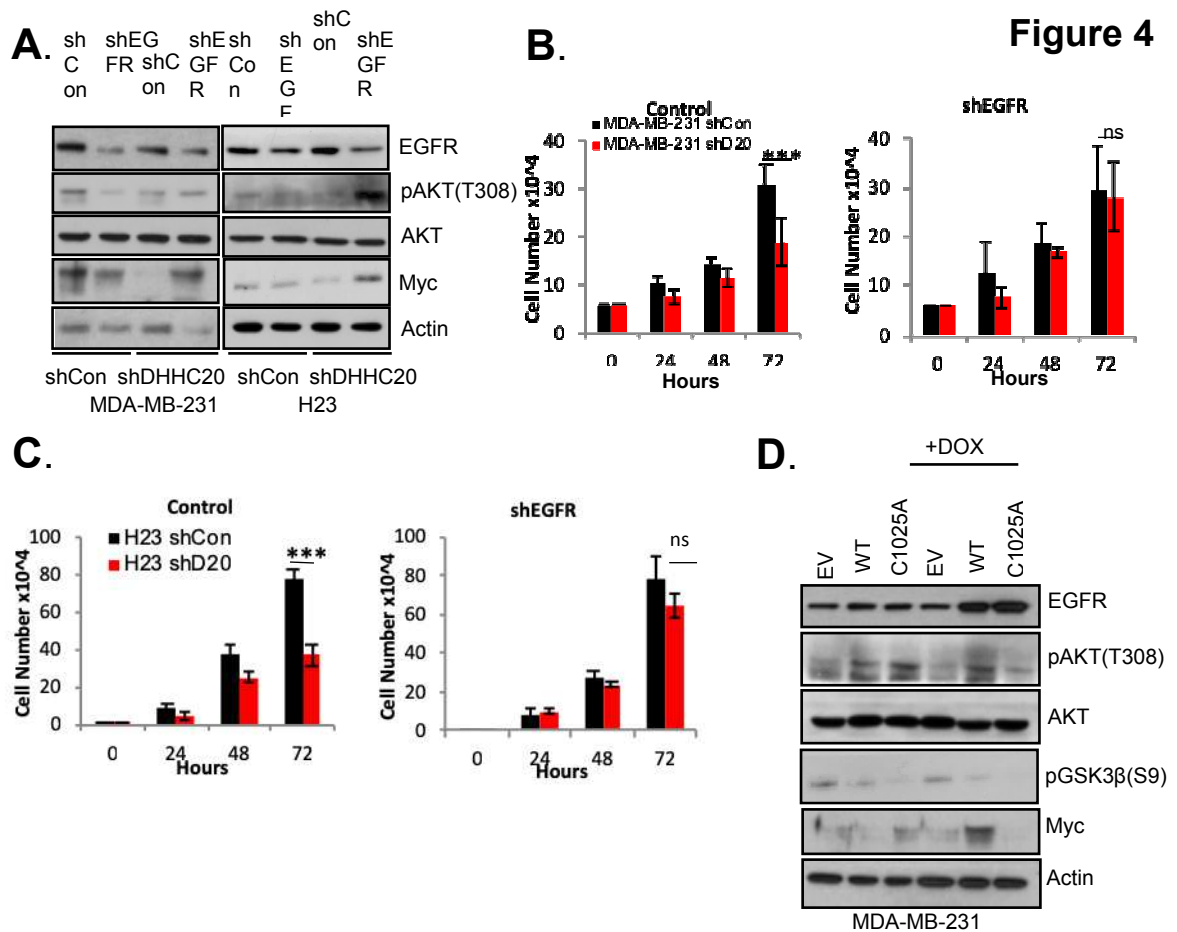 Figure 4
A.
sh
C
on
shEG
FR
shC
on
shE
GF
R
sh
Co
n
sh
E
G
F
shC
on
shE
GF
R
EGFR
pAKT(T308)
AKT
Myc
Actin
shCon shDHHC20 shCon shDHHC20
MDA-MB-231 H23
B.
Control
MDA-MB-231 shCon
MDA-MB-231 shD20
***
Cell Number x10^4
40
30
20
10
0
0 24 48 72
Hours
shEGFR
ns
Cell Number x10^4
40
30
20
10
0
0 24 48 72
Hours
C.
Control
H23 shCon
H23 shD20
***
Cell Number x10^4
100
80
60
40
20
0
0 24 48 72
Hours
shEGFR
ns
Cell Number x10^4
100
80
60
40
20
0
0 24 48 72
Hours
D.
+DOX
EV WT C1025A EV WT C1025A
EGFR
pAKT(T308)
AKT
pGSK3β(S9)
Myc
Actin
MDA-MB-231